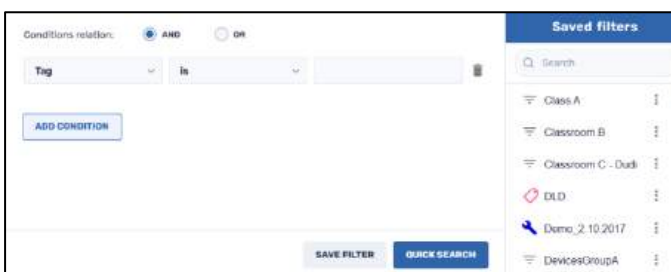 Conditions relation: AND OR
Tag is
ADD CONDITION
SAVE FILTER QUICK SEARCH
Saved filters
Search
Class A
Classroom B
Classroom C - Dudi
DLD
Demo_2.10.2017
DevicesGroupA